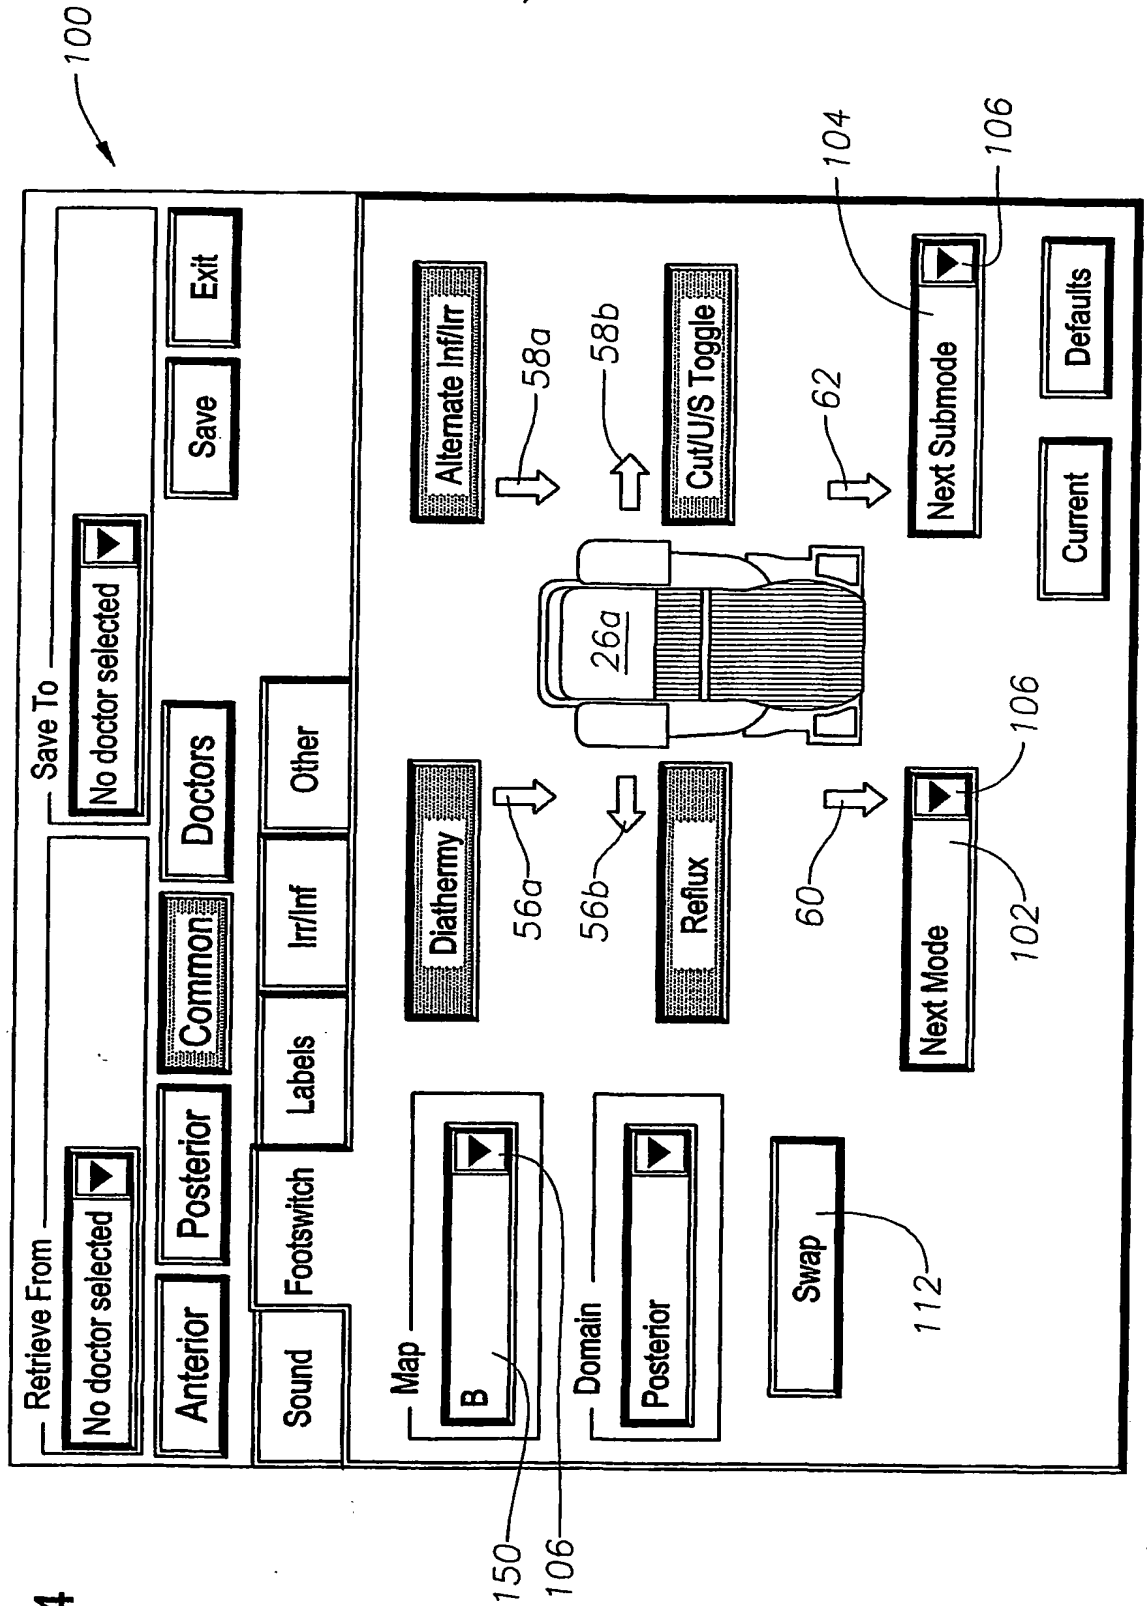 100
Retrieve From
Save To
No doctor selected
No doctor selected
Anterior
Posterior
Common
Doctors
Save
Exit
Sound
Footswitch
Labels
Irr/Inf
Other
Map
B
150
106
Domain
Posterior
Swap
112
Diathermy
Alternate Inf/Irr
56a
58a
56b
58b
26a
Reflux
Cut/U/S Toggle
60
62
Next Mode
Next Submode
102
106
104
106
Current
Defaults
4